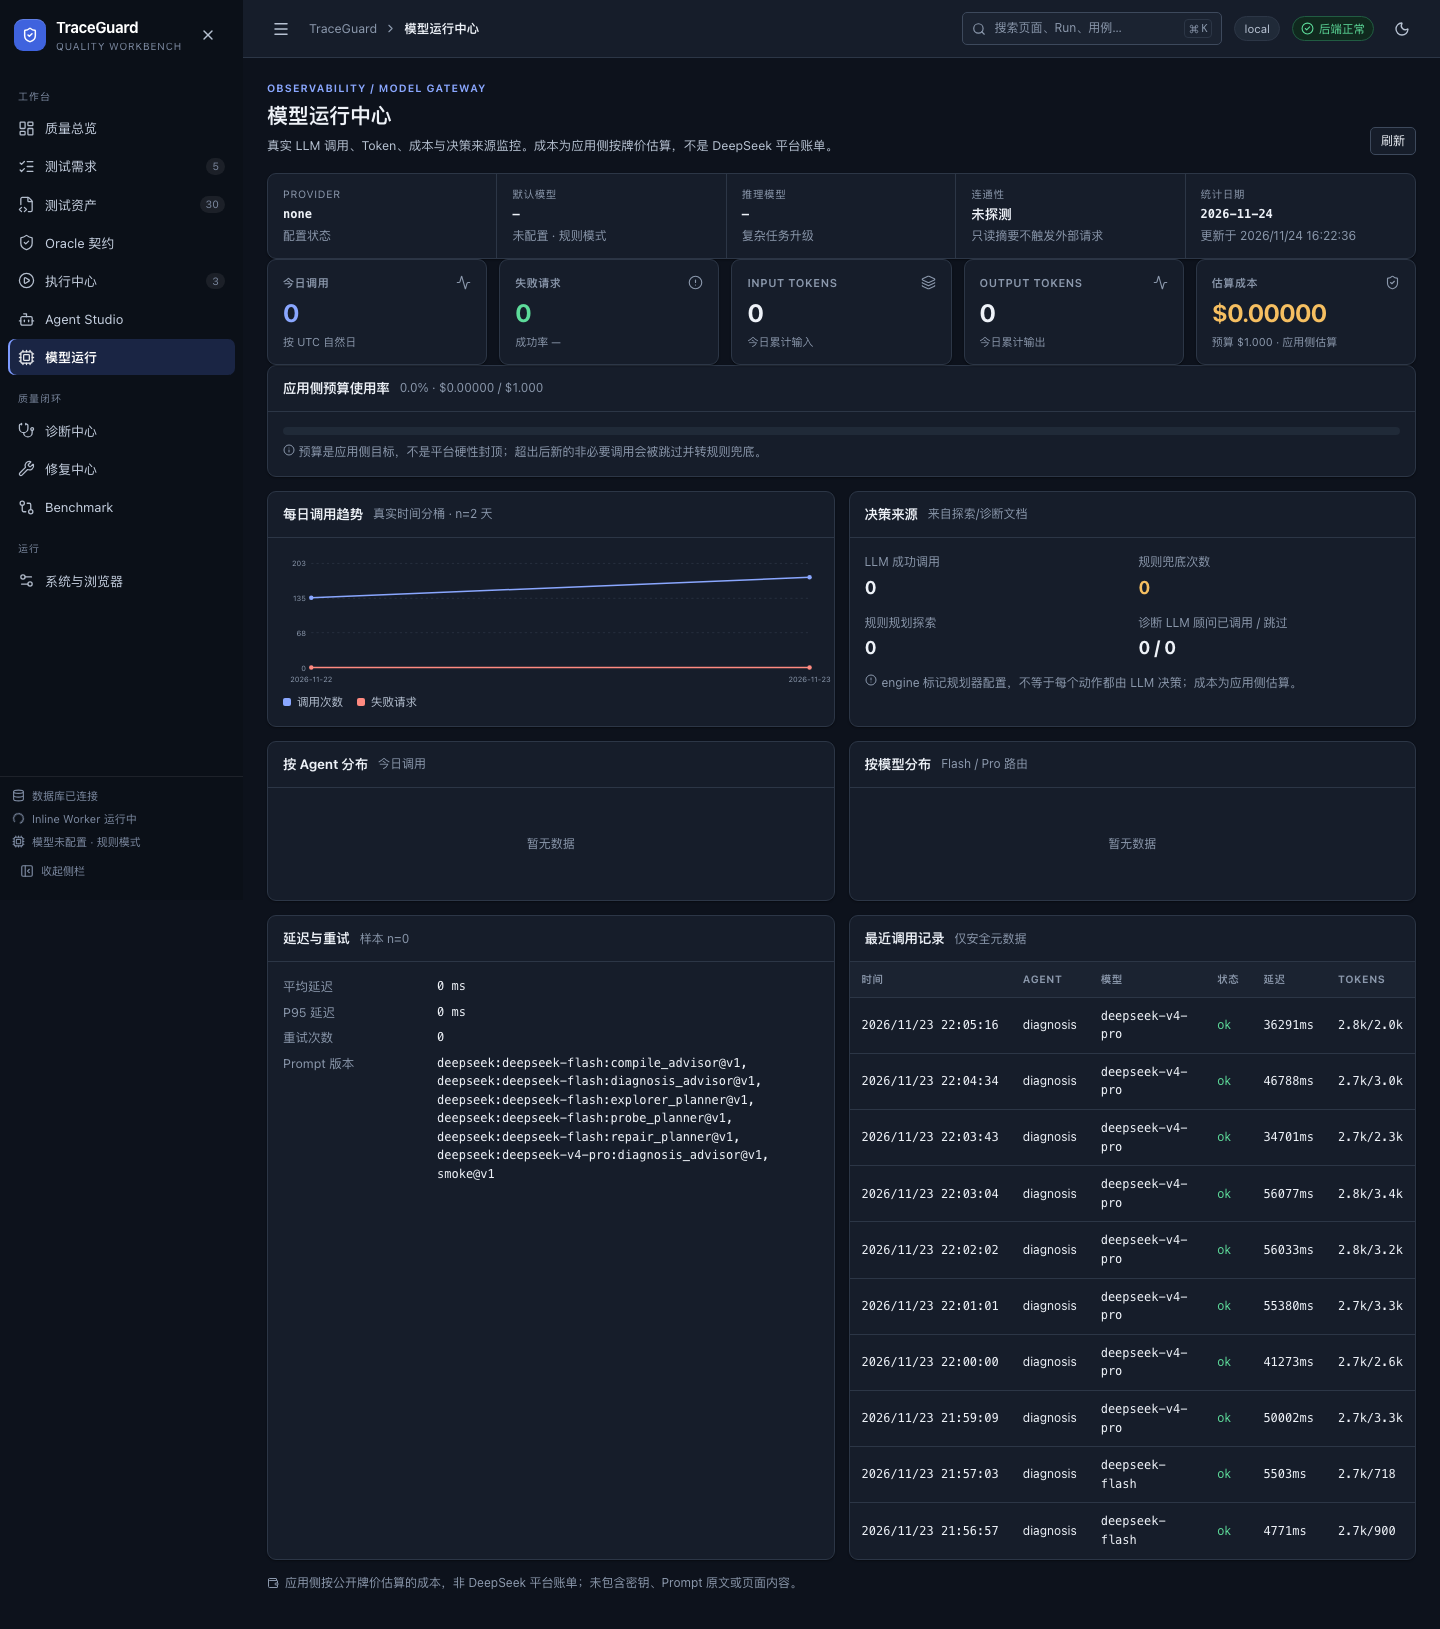 TraceGuard
QUALITY WORKBENCH
工作台
质量总览
测试需求 5
测试资产 30
Oracle 契约
执行中心 3
Agent Studio
模型运行
质量闭环
诊断中心
修复中心
Benchmark
运行
系统与浏览器
数据库已连接
Inline Worker 运行中
模型未配置 · 规则模式
收起侧栏
TraceGuard > 模型运行中心
搜索页面、Run、用例... ⌘ K
local
后端正常
OBSERVABILITY / MODEL GATEWAY
模型运行中心
真实 LLM 调用、Token、成本与决策来源监控。成本为应用侧按牌价估算，不是 DeepSeek 平台账单。
刷新
PROVIDER
none
配置状态
默认模型
—
未配置 · 规则模式
推理模型
—
复杂任务升级
连通性
未探测
只读摘要不触发外部请求
统计日期
2026-11-24
更新于 2026/11/24 16:22:36
今日调用
0
按 UTC 自然日
失败请求
0
成功率 —
INPUT TOKENS
0
今日累计输入
OUTPUT TOKENS
0
今日累计输出
估算成本
$0.00000
预算 $1.000 · 应用侧估算
应用侧预算使用率 0.0% · $0.00000 / $1.000
预算是应用侧目标，不是平台硬性封顶；超出后新的非必要调用会被跳过并转规则兜底。
每日调用趋势 真实时间分桶 · n=2 天
203
135
68
0
2026-11-22 2026-11-23
调用次数 失败请求
决策来源 来自探索/诊断文档
LLM 成功调用
0
规则兜底次数
0
规则规划探索
0
诊断 LLM 顾问已调用 / 跳过
0 / 0
engine 标记规划器配置，不等于每个动作都由 LLM 决策；成本为应用侧估算。
按 Agent 分布 今日调用
暂无数据
按模型分布 Flash / Pro 路由
暂无数据
延迟与重试 样本 n=0
平均延迟 0 ms
P95 延迟 0 ms
重试次数 0
Prompt 版本 deepseek:deepseek-flash:compile_advisor@v1,
deepseek:deepseek-flash:diagnosis_advisor@v1,
deepseek:deepseek-flash:explorer_planner@v1,
deepseek:deepseek-flash:probe_planner@v1,
deepseek:deepseek-flash:repair_planner@v1,
deepseek:deepseek-v4-pro:diagnosis_advisor@v1,
smoke@v1
最近调用记录 仅安全元数据
时间 AGENT 模型 状态 延迟 TOKENS
2026/11/23 22:05:16 diagnosis deepseek-v4-pro ok 36291ms 2.8k/2.0k
2026/11/23 22:04:34 diagnosis deepseek-v4-pro ok 46788ms 2.7k/3.0k
2026/11/23 22:03:43 diagnosis deepseek-v4-pro ok 34701ms 2.7k/2.3k
2026/11/23 22:03:04 diagnosis deepseek-v4-pro ok 56077ms 2.8k/3.4k
2026/11/23 22:02:02 diagnosis deepseek-v4-pro ok 56033ms 2.8k/3.2k
2026/11/23 22:01:01 diagnosis deepseek-v4-pro ok 55380ms 2.7k/3.3k
2026/11/23 22:00:00 diagnosis deepseek-v4-pro ok 41273ms 2.7k/2.6k
2026/11/23 21:59:09 diagnosis deepseek-v4-pro ok 50002ms 2.7k/3.3k
2026/11/23 21:57:03 diagnosis deepseek-flash ok 5503ms 2.7k/718
2026/11/23 21:56:57 diagnosis deepseek-flash ok 4771ms 2.7k/900
应用侧按公开牌价估算的成本，非 DeepSeek 平台账单；未包含密钥、Prompt 原文或页面内容。